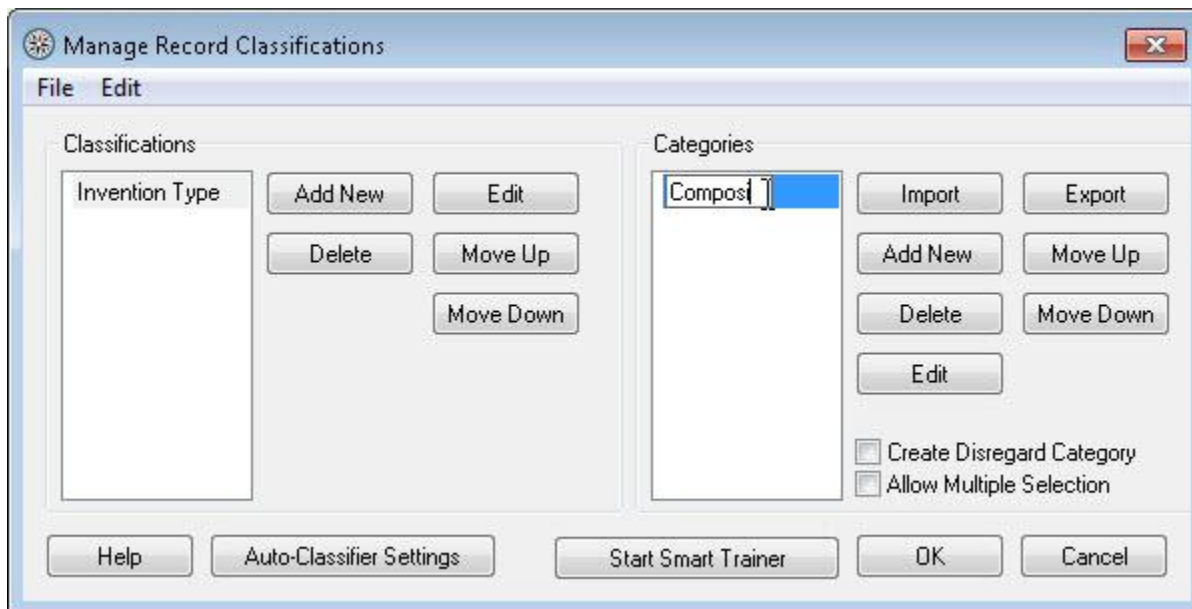 Manage Record Classifications
File Edit
Classifications
Invention Type
Add New Edit
Delete Move Up
Move Down
Categories
Composi
Import Export
Add New Move Up
Delete Move Down
Edit
Create Disregard Category
Allow Multiple Selection
Help Auto-Classifier Settings Start Smart Trainer OK Cancel